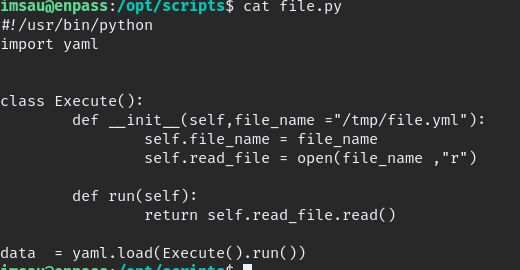 imsau@enpass:/opt/scripts$ cat file.py
#!/usr/bin/python
import yaml
class Execute():
def __init__(self,file_name ="/tmp/file.yml"):
self.file_name = file_name
self.read_file = open(file_name ,"r")
def run(self):
return self.read_file.read()
data  = yaml.load(Execute().run())
imsau@enpass:/opt/scripts$